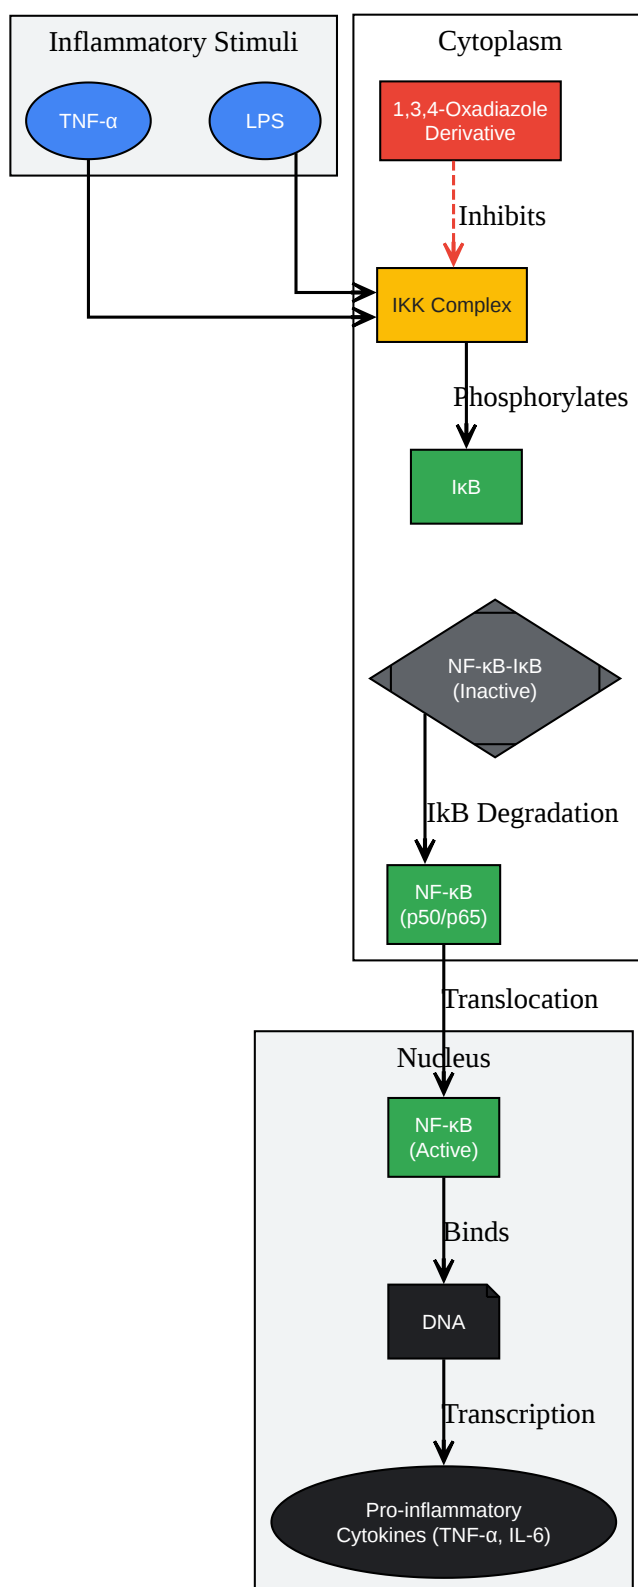 Inflammatory Stimuli
TNF-α
LPS
Cytoplasm
1,3,4-Oxadiazole
Derivative
Inhibits
IKK Complex
Phosphorylates
IκB
NF-κB-IκB
(Inactive)
IkB Degradation
NF-κB
(p50/p65)
Translocation
Nucleus
NF-κB
(Active)
Binds
DNA
Transcription
Pro-inflammatory
Cytokines (TNF-α, IL-6)